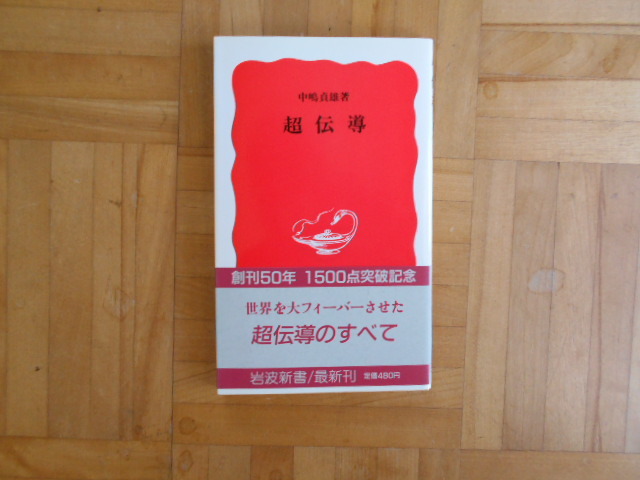 中嶋貞雄著
超伝導
創刊50年 1500点突破記念
世界を大フィーバーさせた
超伝導のすべて
岩波新書/最新刊 定価480円